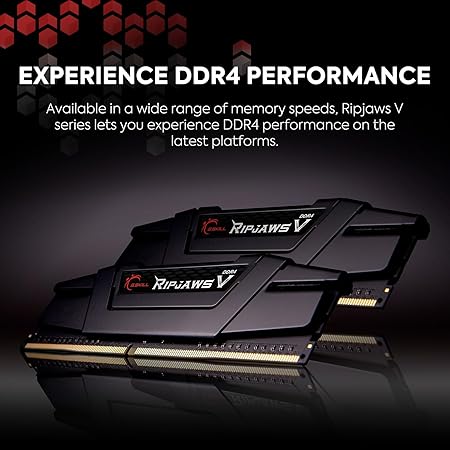 EXPERIENCE DDR4 PERFORMANCE
Available in a wide range of memory speeds, Ripjaws V
series lets you experience DDR4 performance on the
latest platforms.
G.SKILL RIPJAWS V DDR4
G.SKILL RIPJAWS V DDR4